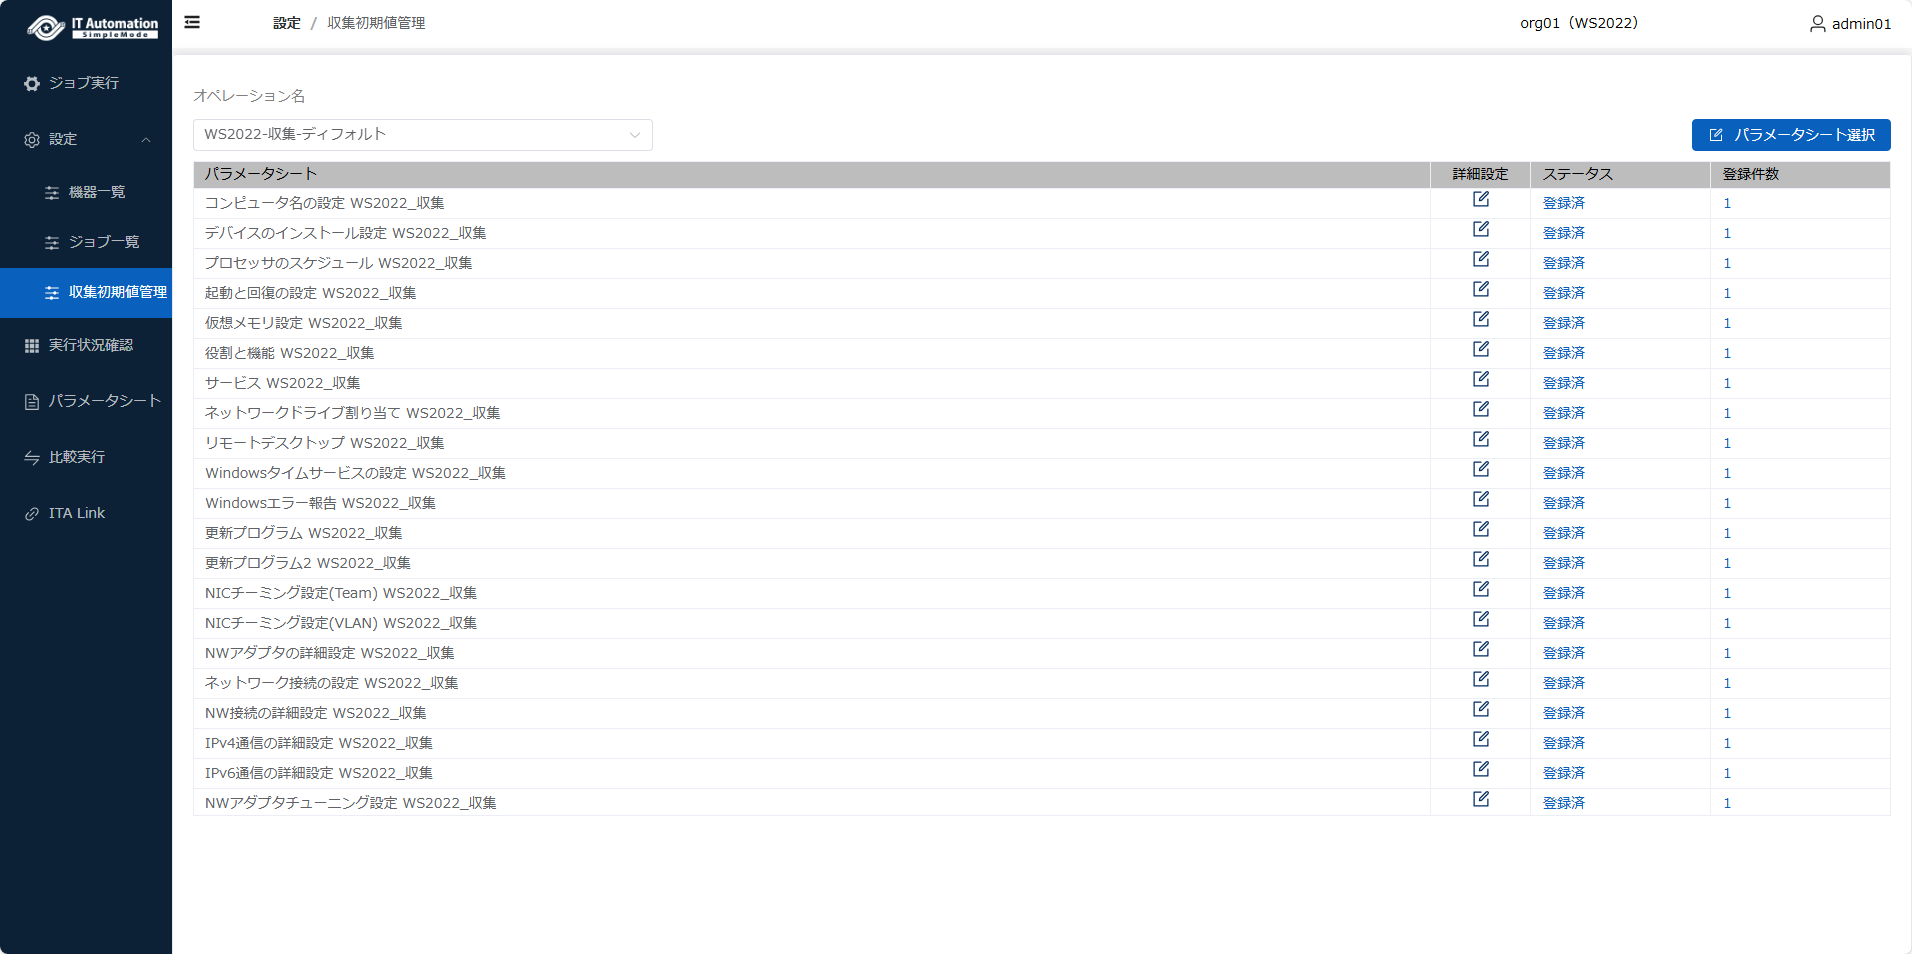 IT Automation
SimpleMode
設定 / 収集初期値管理
org01（WS2022）
admin01
ジョブ実行
設定
機器一覧
ジョブ一覧
収集初期値管理
実行状況確認
パラメータシート
比較実行
ITA Link
オペレーション名
WS2022-収集-ディフォルト
パラメータシート選択
パラメータシート 詳細設定 ステータス 登録件数
コンピュータ名の設定 WS2022_収集 登録済 1
デバイスのインストール設定 WS2022_収集 登録済 1
プロセッサのスケジュール WS2022_収集 登録済 1
起動と回復の設定 WS2022_収集 登録済 1
仮想メモリ設定 WS2022_収集 登録済 1
役割と機能 WS2022_収集 登録済 1
サービス WS2022_収集 登録済 1
ネットワークドライブ割り当て WS2022_収集 登録済 1
リモートデスクトップ WS2022_収集 登録済 1
Windowsタイムサービスの設定 WS2022_収集 登録済 1
Windowsエラー報告 WS2022_収集 登録済 1
更新プログラム WS2022_収集 登録済 1
更新プログラム2 WS2022_収集 登録済 1
NICチーミング設定(Team) WS2022_収集 登録済 1
NICチーミング設定(VLAN) WS2022_収集 登録済 1
NWアダプタの詳細設定 WS2022_収集 登録済 1
ネットワーク接続の設定 WS2022_収集 登録済 1
NW接続の詳細設定 WS2022_収集 登録済 1
IPv4通信の詳細設定 WS2022_収集 登録済 1
IPv6通信の詳細設定 WS2022_収集 登録済 1
NWアダプタチューニング設定 WS2022_収集 登録済 1